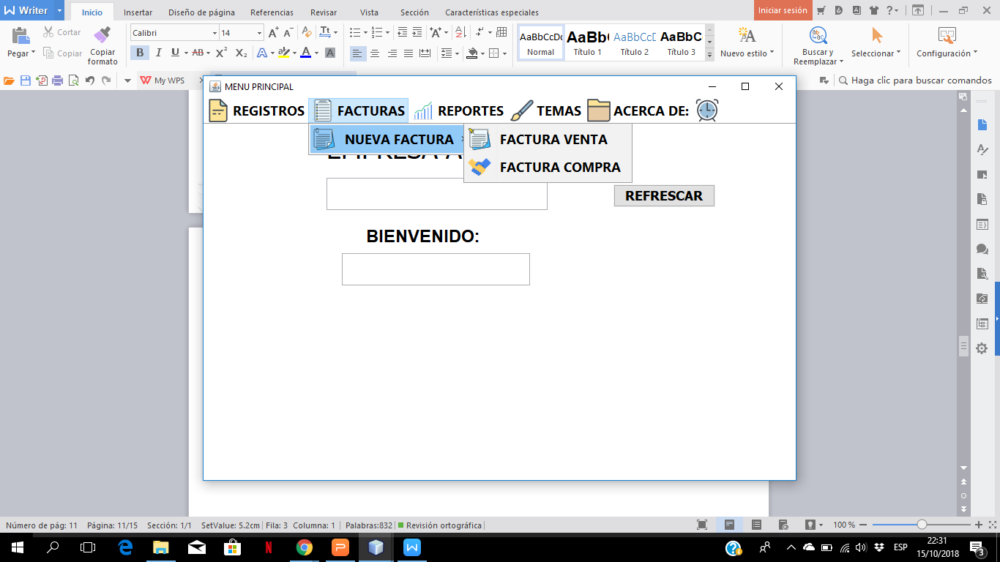 Writer Inicio Insertar Diseño de página Referencias Revisar Vista Sección Características especiales Iniciar sesión
Cortar Calibri 14 AaBbCcDc AaBb AaBbCcD AaBbC
Pegar Copiar Copiar formato Normal Título 1 Título 2 Título 3 Nuevo estilo Buscar y Reemplazar Seleccionar Configuración
My WPS Haga clic para buscar comandos
MENU PRINCIPAL
REGISTROS FACTURAS REPORTES TEMAS ACERCA DE:
NUEVA FACTURA FACTURA VENTA
FACTURA COMPRA
REFRESCAR
BIENVENIDO:
Número de pág: 11 Página: 11/15 Sección: 1/1 SetValue: 5.2cm Fila: 3 Columna: 1 Palabras:832 Revisión ortográfica 100 %
ESP 22:31
15/10/2018 3